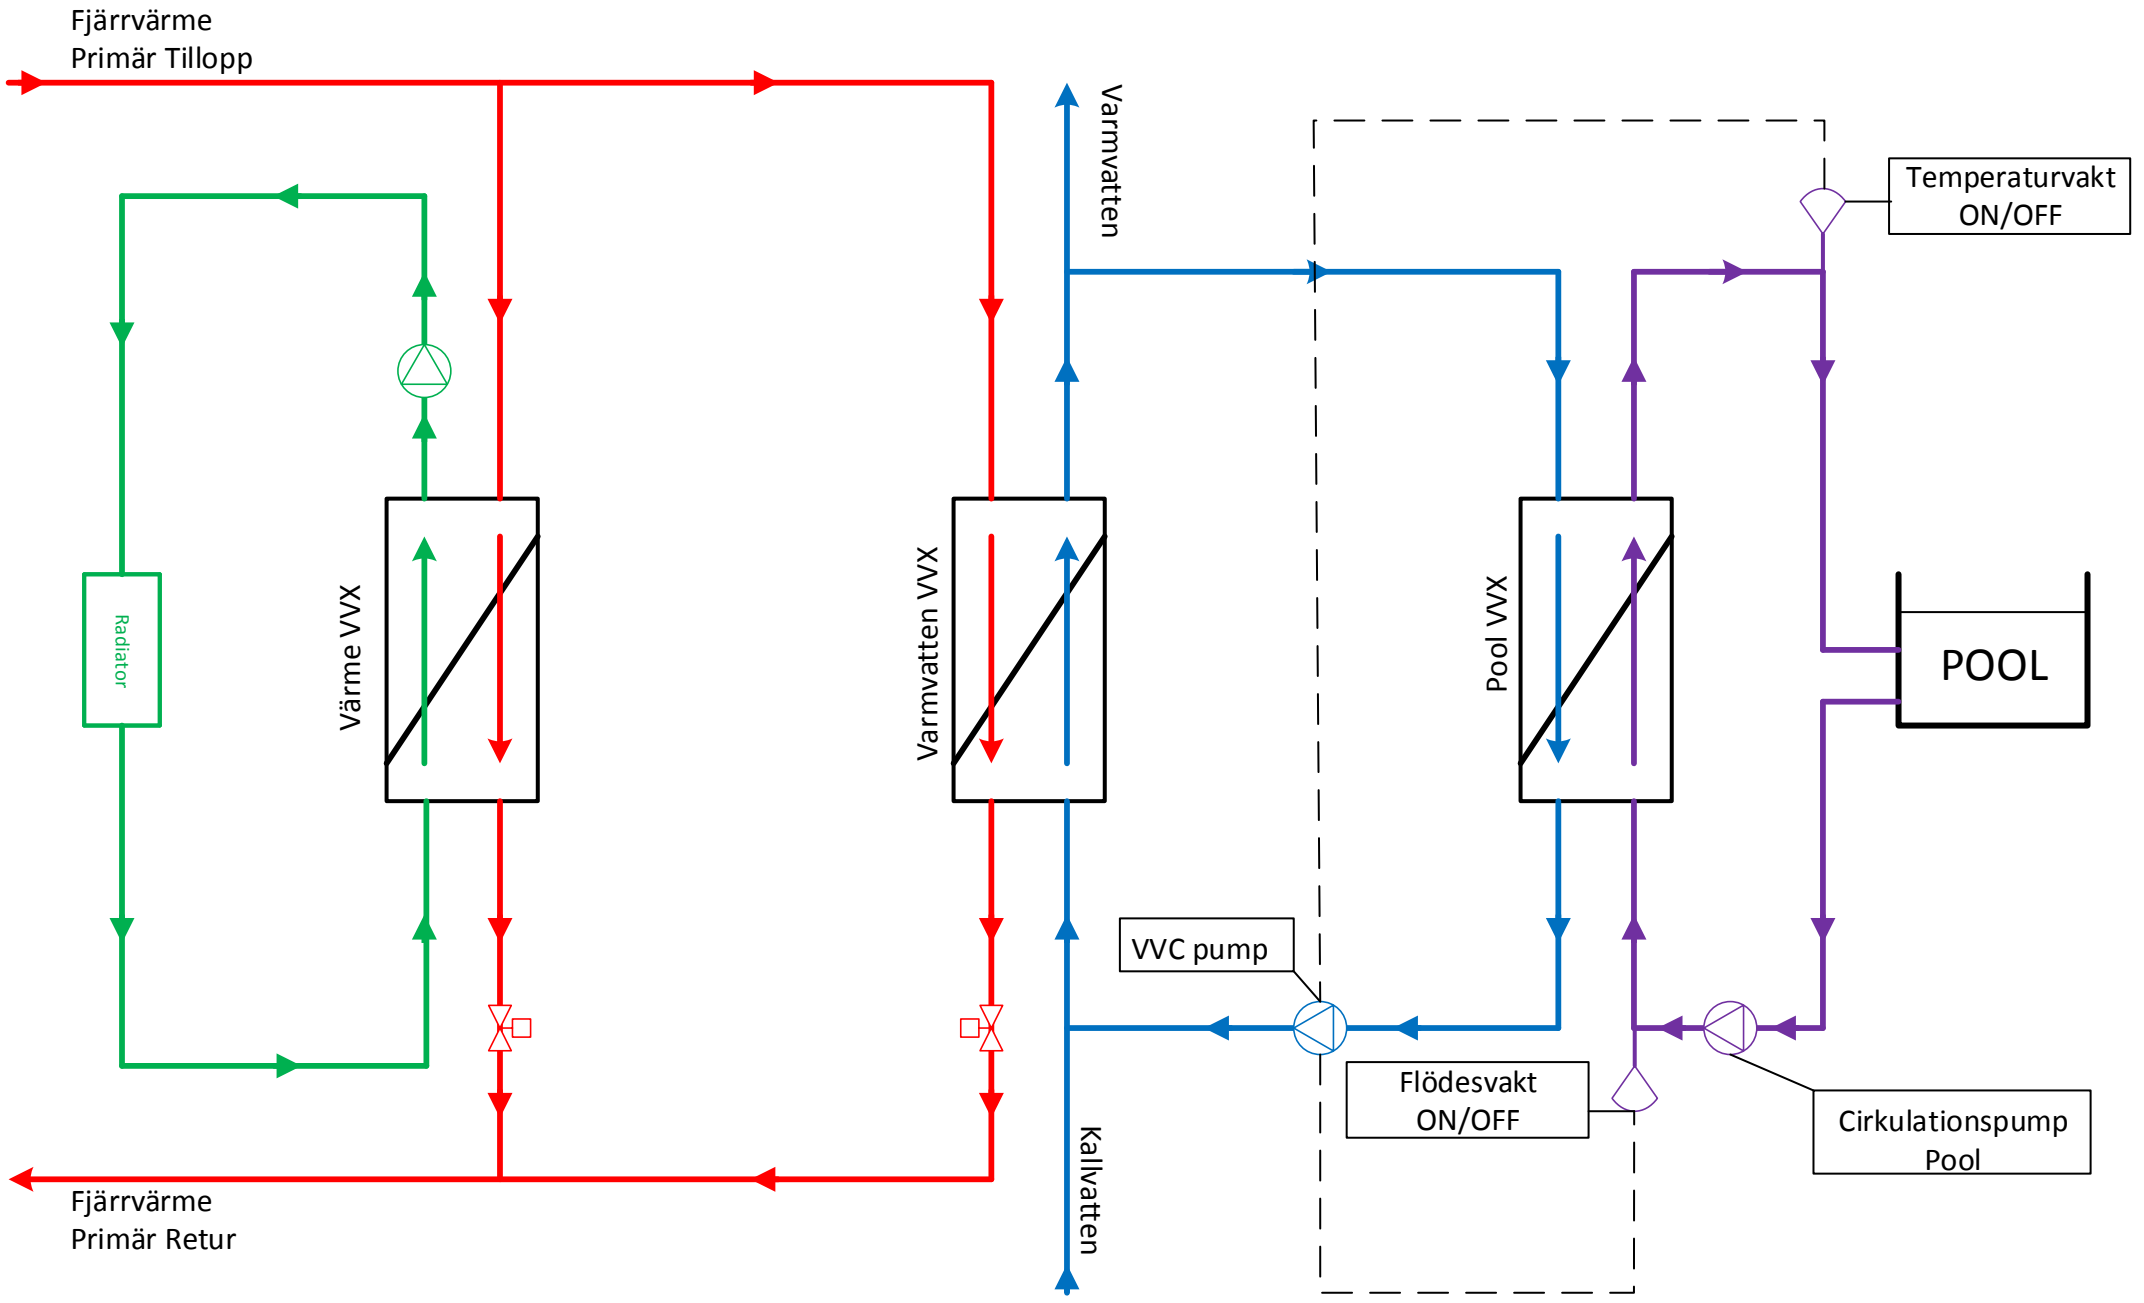 Fjärrvärme
Primär Tillopp
Varmvatten
Temperaturvakt
ON/OFF
Radiator
Värme VVX
Varmvatten VVX
Pool VVX
POOL
VVC pump
Flödesvakt
ON/OFF
Cirkulationspump
Pool
Kallvatten
Fjärrvärme
Primär Retur